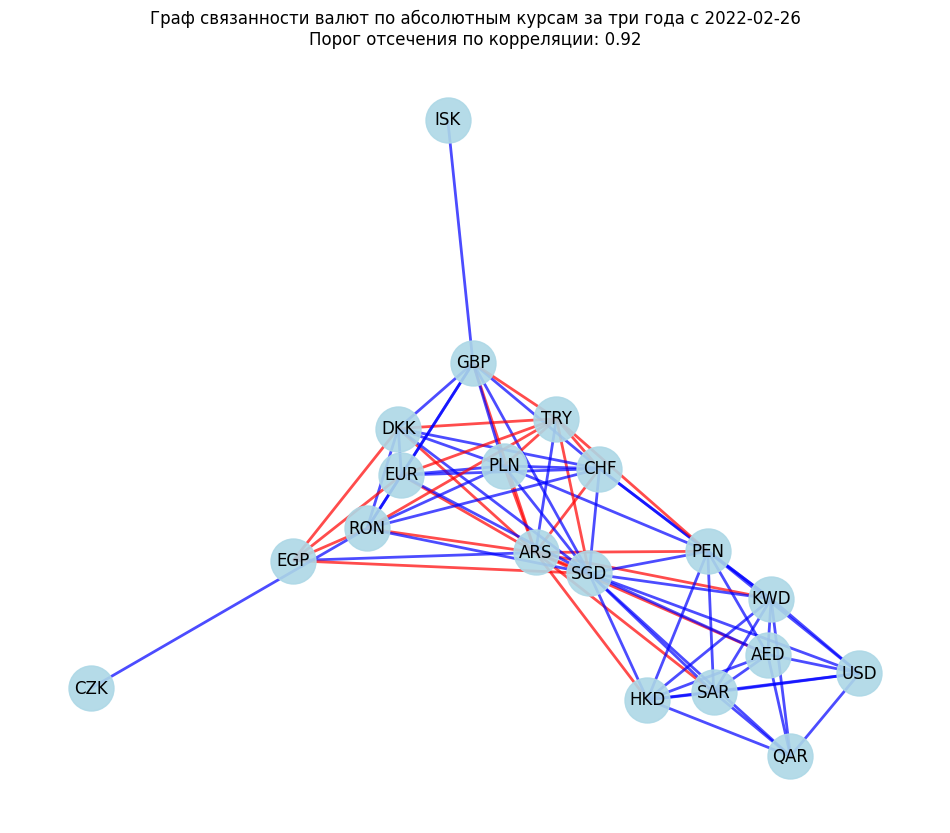 Граф связанности валют по абсолютным курсам за три года с 2022-02-26
Порог отсечения по корреляции: 0.92
ISK
GBP
TRY
DKK
PLN
CHF
EUR
RON
ARS
PEN
EGP
SGD
KWD
AED
USD
CZK
SAR
HKD
QAR